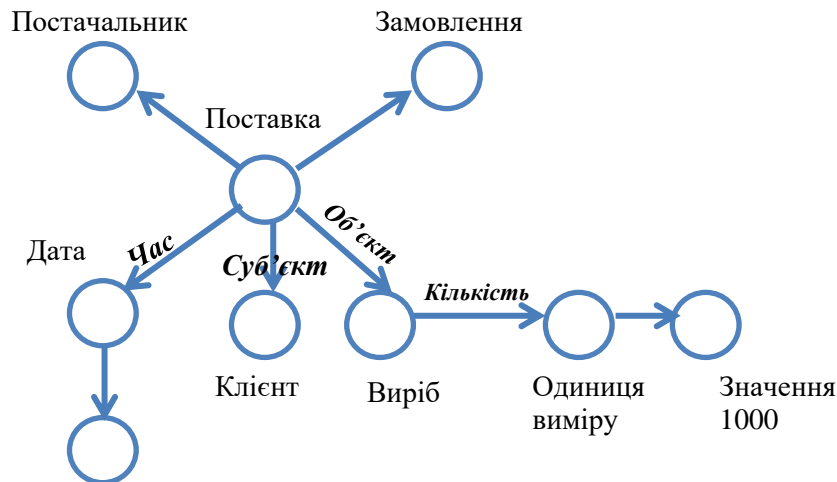 Постачальник
Замовлення
Поставка
Об’єкт
Час
Дата
Суб’єкт
Кількість
Клієнт
Виріб
Одиниця
виміру
Значення
1000